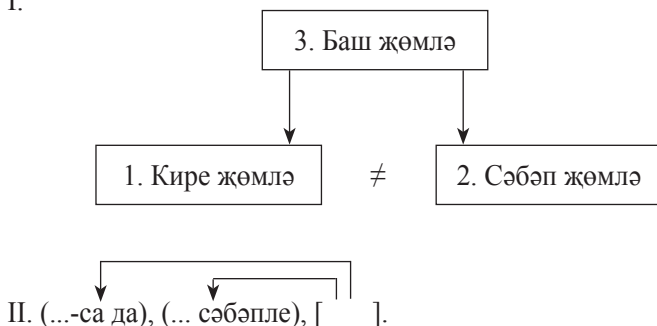 I.
3. Баш җөмлә
1. Кире җөмлә ≠ 2. Сәбәп җөмлә
II. (...-са да), (... сәбәпле), [ ].